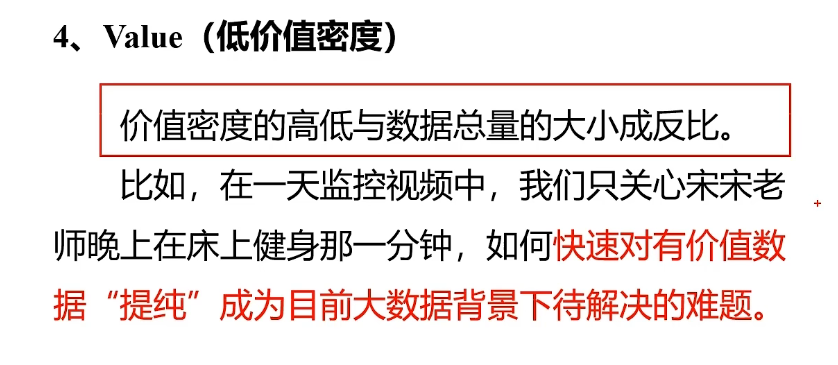 4、Value（低价值密度）
价值密度的高低与数据总量的大小成反比。
比如，在一天监控视频中，我们只关心宋宋老
师晚上在床上健身那一分钟，如何快速对有价值数
据“提纯”成为目前大数据背景下待解决的难题。